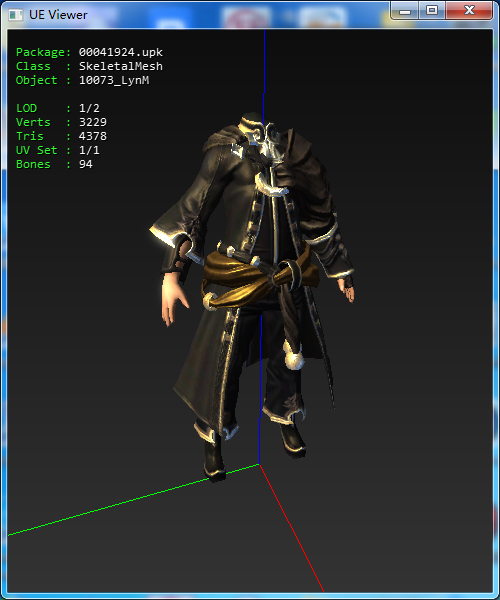 UE Viewer
Package: 00041924.upk
Class : SkeletalMesh
Object : 10073_LynM
LOD : 1/2
Verts : 3229
Tris : 4378
UV Set : 1/1
Bones : 94